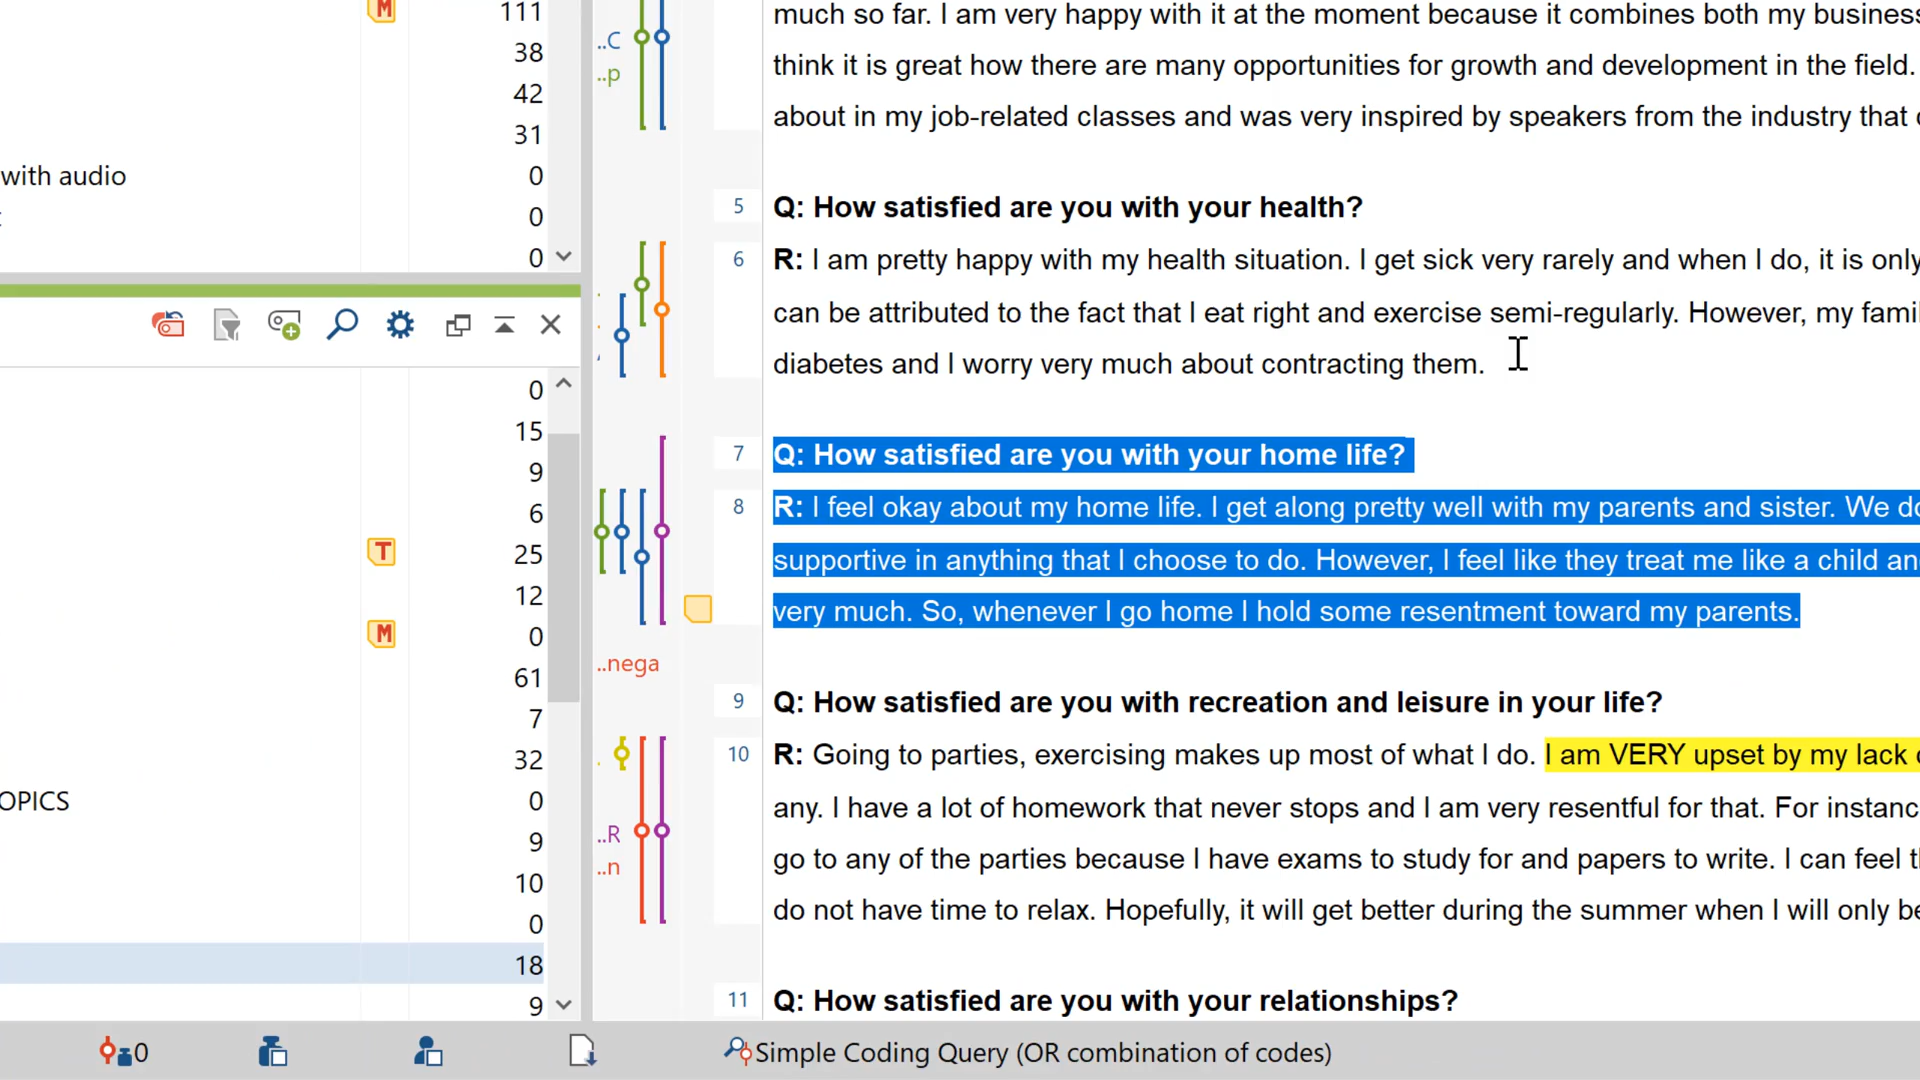 111
38
42
31
with audio 0
0
0
0
15
9
6
T 25
12
M 0
61
7
32
OPICS 0
9
10
0
18
9
M
..C
..p
..nega
..R
..n
much so far. I am very happy with it at the moment because it combines both my business
think it is great how there are many opportunities for growth and development in the field.
about in my job-related classes and was very inspired by speakers from the industry that
5 Q: How satisfied are you with your health?
6 R: I am pretty happy with my health situation. I get sick very rarely and when I do, it is only
can be attributed to the fact that I eat right and exercise semi-regularly. However, my fami
diabetes and I worry very much about contracting them.
7 Q: How satisfied are you with your home life?
8 R: I feel okay about my home life. I get along pretty well with my parents and sister. We do
supportive in anything that I choose to do. However, I feel like they treat me like a child an
very much. So, whenever I go home I hold some resentment toward my parents.
9 Q: How satisfied are you with recreation and leisure in your life?
10 R: Going to parties, exercising makes up most of what I do. I am VERY upset by my lack
any. I have a lot of homework that never stops and I am very resentful for that. For instanc
go to any of the parties because I have exams to study for and papers to write. I can feel
do not have time to relax. Hopefully, it will get better during the summer when I will only be
11 Q: How satisfied are you with your relationships?
0
Simple Coding Query (OR combination of codes)